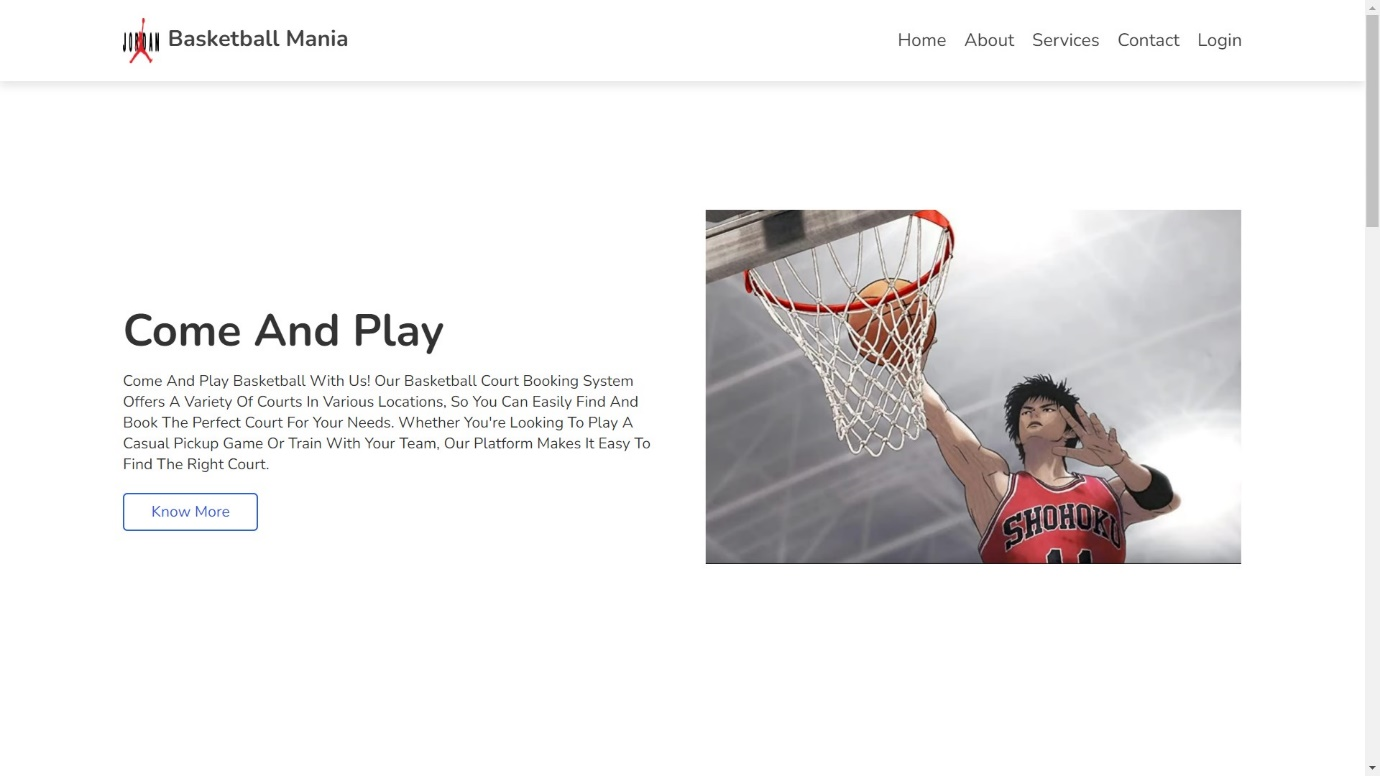 JORDAN
Basketball Mania
Home About Services Contact Login
Come And Play
Come And Play Basketball With Us! Our Basketball Court Booking System
Offers A Variety Of Courts In Various Locations, So You Can Easily Find And
Book The Perfect Court For Your Needs. Whether You're Looking To Play A
Casual Pickup Game Or Train With Your Team, Our Platform Makes It Easy To
Find The Right Court.
Know More
SHOHOKU
11